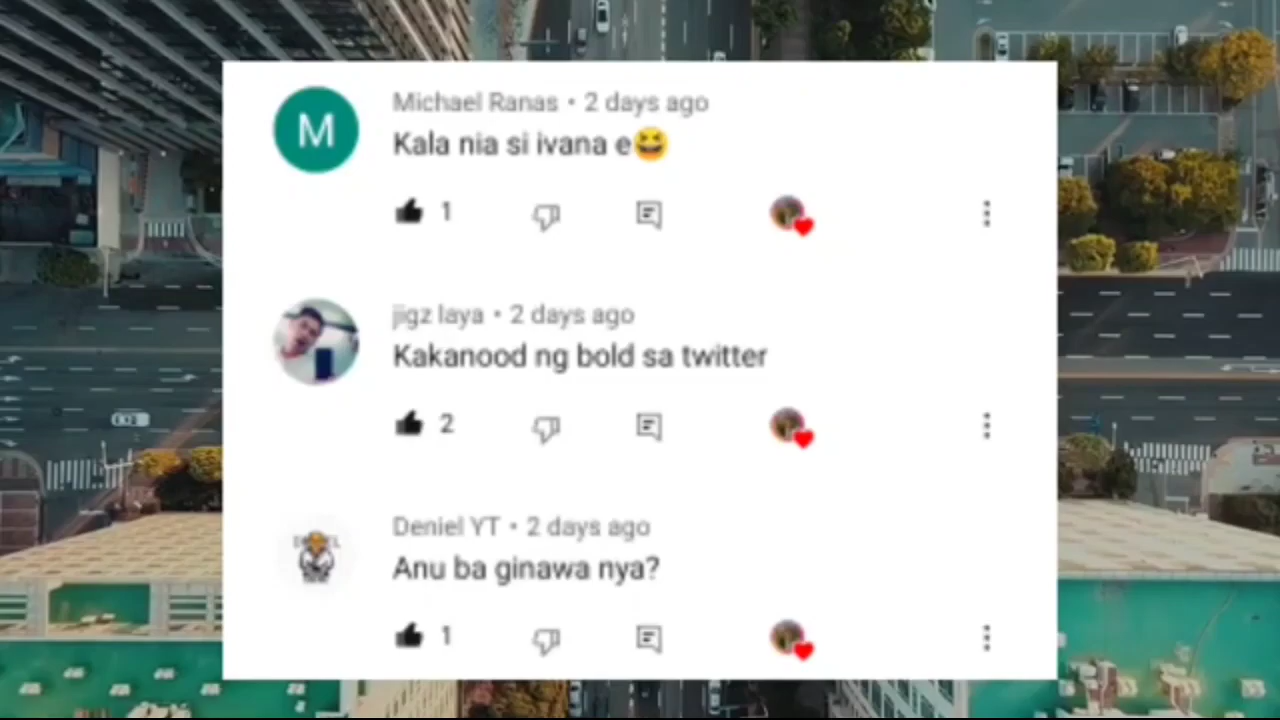 M
Michael Ranas • 2 days ago
Kala nia si ivana e😆
1
jigz laya • 2 days ago
Kakanood ng bold sa twitter
2
Deniel YT • 2 days ago
Anu ba ginawa nya?
1